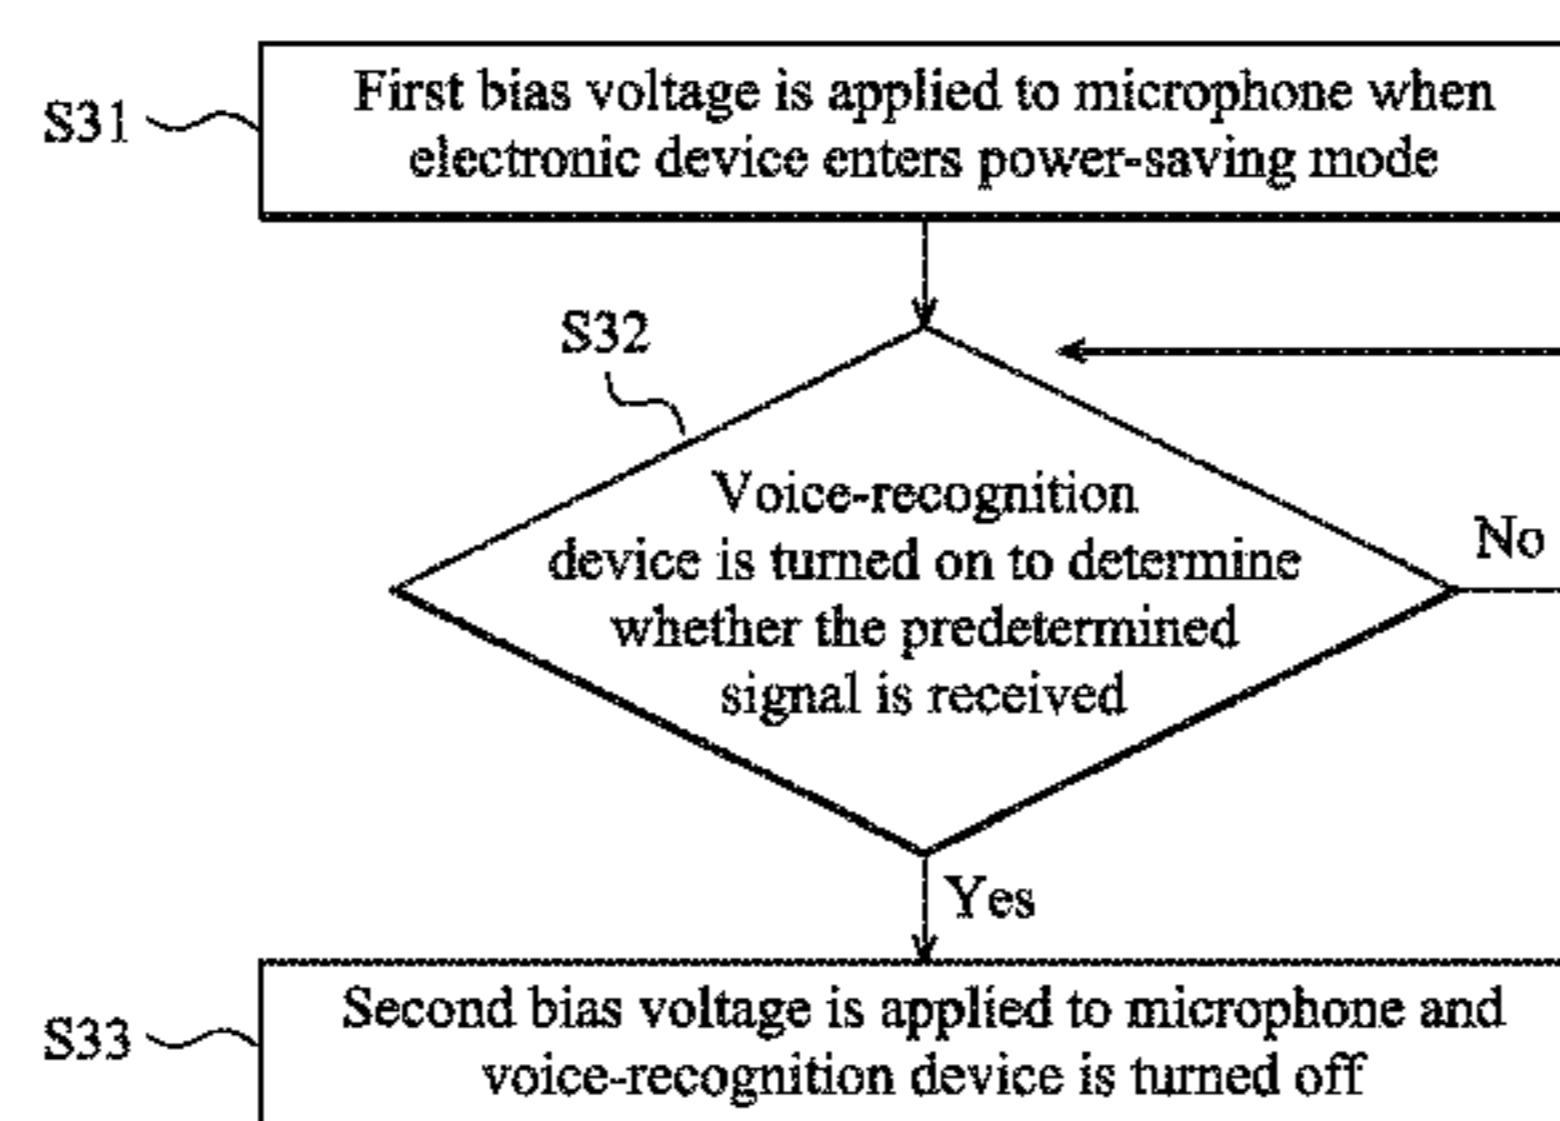 S31
First bias voltage is applied to microphone when
electronic device enters power-saving mode
S32
Voice-recognition
device is turned on to determine
whether the predetermined
signal is received
No
Yes
S33
Second bias voltage is applied to microphone and
voice-recognition device is turned off